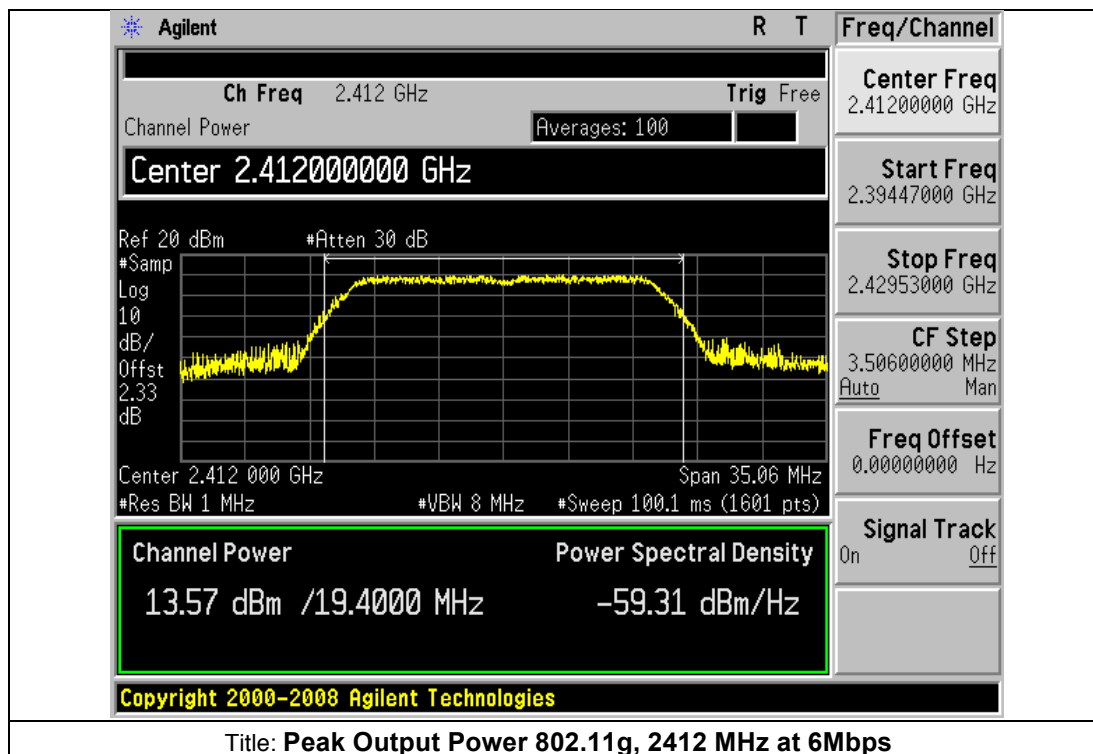 Agilent R T
Freq/Channel
Ch Freq 2.412 GHz Trig Free
Channel Power Averages: 100
Center 2.412000000 GHz
Ref 20 dBm #Atten 30 dB
#Samp
Log
10
dB/
Offst
2.33
dB
Center 2.412 000 GHz Span 35.06 MHz
#Res BW 1 MHz #VBW 8 MHz #Sweep 100.1 ms (1601 pts)
Channel Power Power Spectral Density
13.57 dBm /19.4000 MHz -59.31 dBm/Hz
Copyright 2000-2008 Agilent Technologies
Center Freq
2.41200000 GHz
Start Freq
2.39447000 GHz
Stop Freq
2.42953000 GHz
CF Step
3.50600000 MHz
Auto Man
Freq Offset
0.00000000 Hz
Signal Track
On Off
Title: Peak Output Power 802.11g, 2412 MHz at 6Mbps